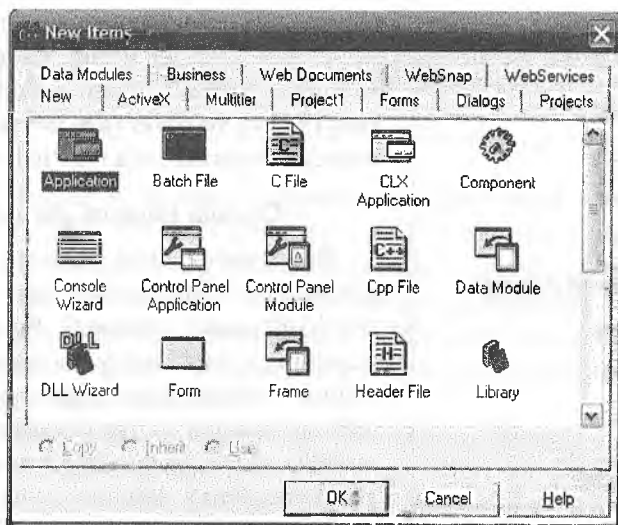 New Items
Data Modules Business Web Documents WebSnap WebServices
New ActiveX Multitier Project1 Forms Dialogs Projects
Application Batch File C File CLX Application Component
Console Wizard Control Panel Application Control Panel Module Cpp File Data Module
DLL Wizard Form Frame Header File Library
Copy Inherit Use
OK Cancel Help